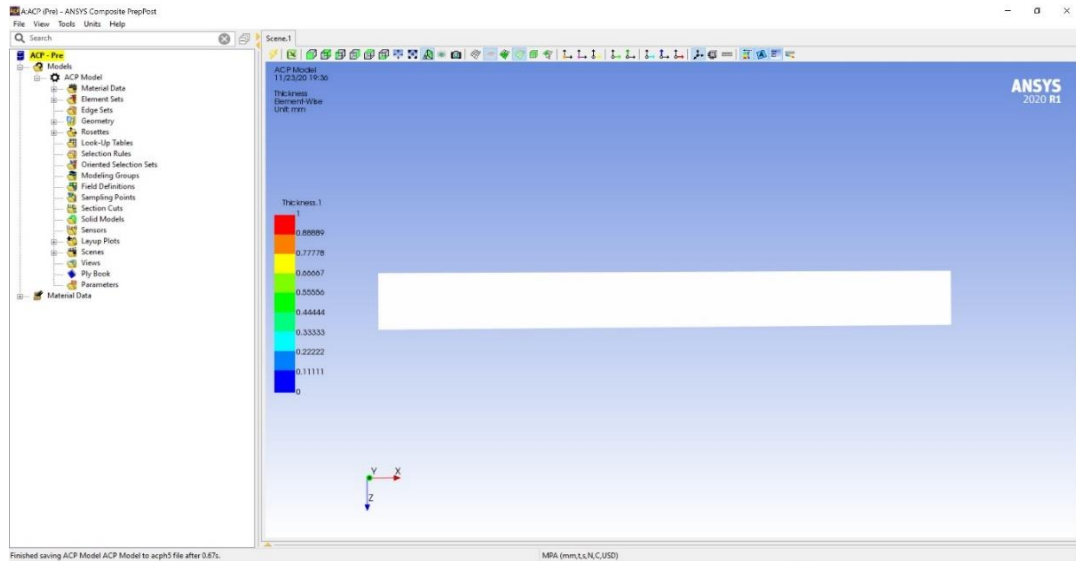 A:ACP (Pre) - ANSYS Composite PrepPost
File View Tools Units Help
Search
ACP - Pre
Models
ACP Model
Material Data
Element Sets
Edge Sets
Geometry
Rosettes
Look-Up Tables
Selection Rules
Oriented Selection Sets
Modeling Groups
Field Definitions
Sampling Points
Section Cuts
Solid Models
Sensors
Layup Plots
Scenes
Views
Ply Book
Parameters
Material Data
Scene.1
ACP Model
11/23/20 19:36
Thickness
Element-Wise
Unit: mm
ANSYS
2020 R1
Thickness.1
1
0.88889
0.77778
0.66667
0.55556
0.44444
0.33333
0.22222
0.11111
0
Y X
Z
Finished saving ACP Model ACP Model to acph5 file after 0.67s.
MPA (mm,t,s,N,C,USD)